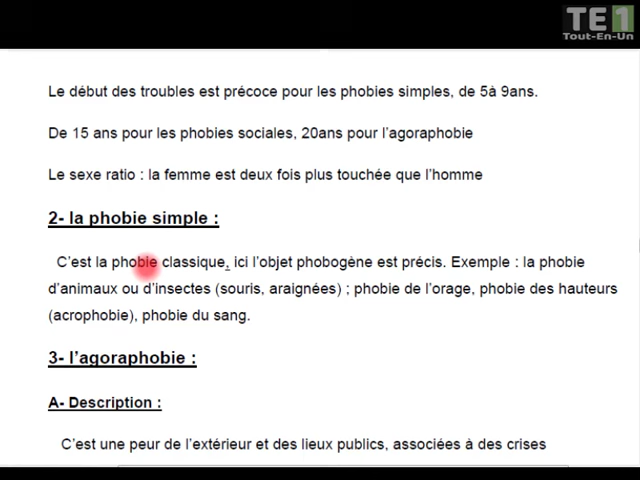 TE1
Tout-En-Un
Le début des troubles est précoce pour les phobies simples, de 5à 9ans.
De 15 ans pour les phobies sociales, 20ans pour l'agoraphobie
Le sexe ratio : la femme est deux fois plus touchée que l'homme
2- la phobie simple :
C'est la phobie classique, ici l'objet phobogène est précis. Exemple : la phobie
d'animaux ou d'insectes (souris, araignées) ; phobie de l'orage, phobie des hauteurs
(acrophobie), phobie du sang.
3- l'agoraphobie :
A- Description :
C'est une peur de l'extérieur et des lieux publics, associées à des crises